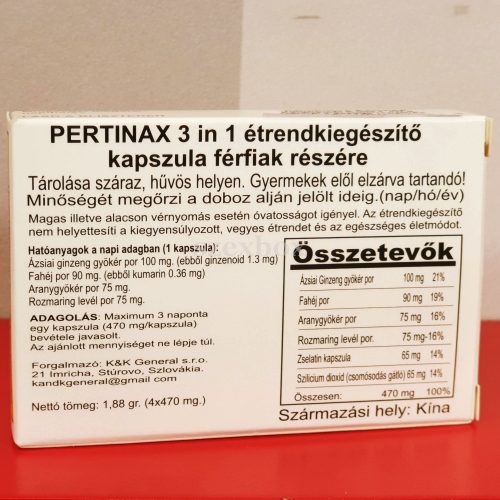 PERTINAX 3 in 1 étrendkiegészítő
kapszula férfiak részére
Tárolása száraz, hűvös helyen. Gyermekek elől elzárva tartandó!
Minőségét megőrzi a doboz alján jelölt ideig.(nap/hó/év)
Magas illetve alacson vérnyomás esetén óvatosságot igényel. Az étrendkiegészítő
nem helyettesíti a kiegyensúlyozott, vegyes étrendet és az egészséges életmódot.
Hatóanyagok a napi adagban (1 kapszula):
Ázsiai ginzeng gyökér por 100 mg. (ebből ginzenoid 1.3 mg)
Fahéj por 90 mg. (ebből kumarin 0.36 mg)
Aranygyökér por 75 mg.
Rozmaring levél por 75 mg.
ADAGOLÁS: Maximum 3 naponta
egy kapszula (470 mg/kapszula)
bevétele javasolt.
Az ajánlott mennyiséget ne lépje túl.
Forgalmazó: K&K General s.r.o.
21 Imricha, Stúrovo, Szlovákia.
kandkgeneral@gmail.com
Nettó tömeg: 1,88 gr. (4x470 mg.)
Összetevők
Ázsiai Ginzeng gyökér por 100 mg 21%
Fahéj por 90 mg 19%
Aranygyökér por 75 mg 16%
Rozmaring levél por. 75 mg-16%
Zselatin kapszula 65 mg 14%
Szilícium dioxid (csomósodás gátló) 65 mg 14%
Összesen: 470 mg 100%
Származási hely: Kína